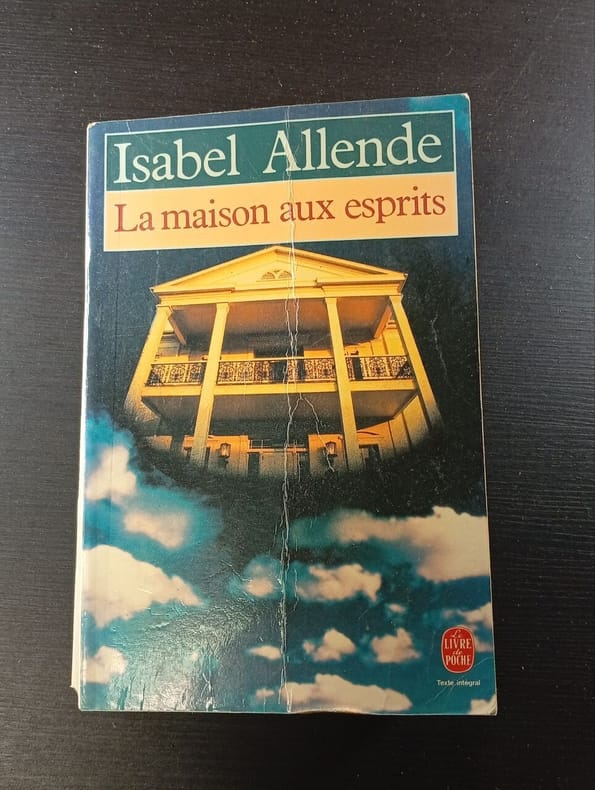 Isabel Allende
La maison aux esprits
Le
LIVRE
de
POCHE
Texte intégral